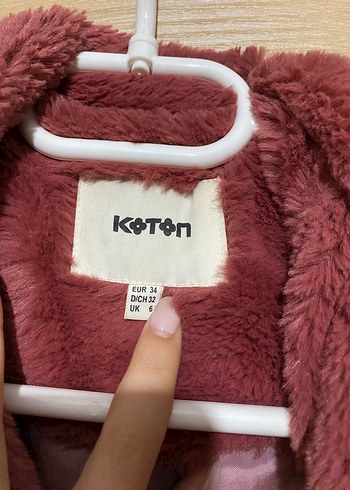 KOTON
EUR 34
D/CH 32
UK 6